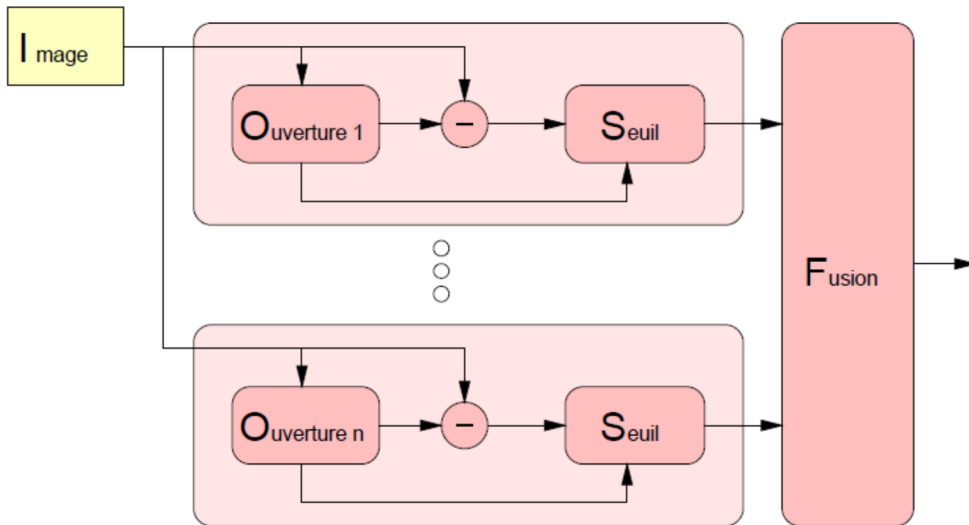 Image
Ouverture 1
−
Seuil
Fusion
Ouverture n
−
Seuil